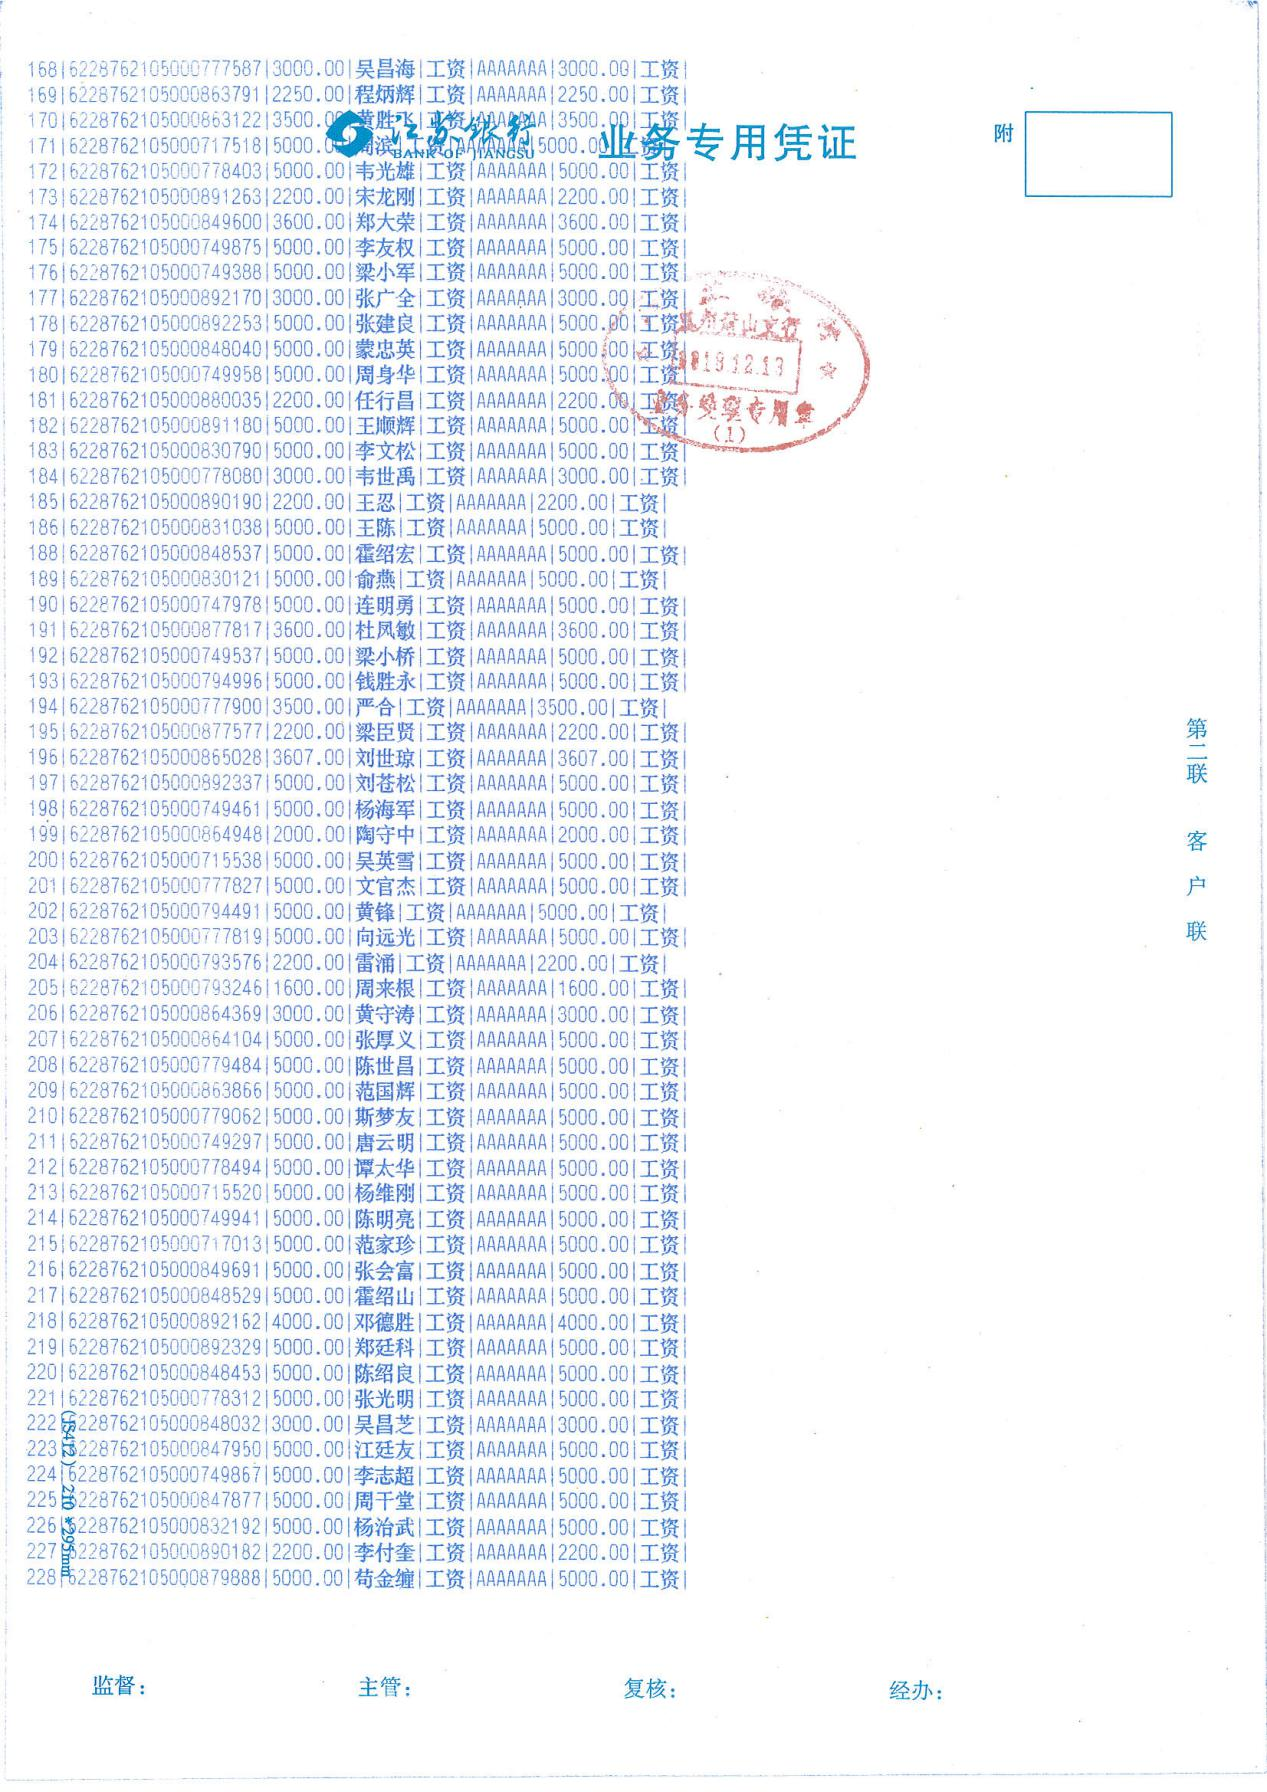 168|6228762105000777587|3000.00|吴昌海|工资|AAAAAAA|3000.00|工资|
169|6228762105000863791|2250.00|程炳辉|工资|AAAAAAA|2250.00|工资|
170|6228762105000863122|3500.00|黄胜飞|工资|AAAAAAA|3500.00|工资|
江苏银行 业务专用凭证 附
171|6228762105000717518|5000.00|周滨|工资|AAAAAAA|5000.00|工资|
BANK OF JIANGSU
172|6228762105000778403|5000.00|韦光雄|工资|AAAAAAA|5000.00|工资|
173|6228762105000891263|2200.00|宋龙刚|工资|AAAAAAA|2200.00|工资|
174|6228762105000849600|3600.00|郑大荣|工资|AAAAAAA|3600.00|工资|
175|6228762105000749875|5000.00|李友权|工资|AAAAAAA|5000.00|工资|
176|6228762105000749388|5000.00|梁小军|工资|AAAAAAA|5000.00|工资|
177|6228762105000892170|3000.00|张广全|工资|AAAAAAA|3000.00|工资|
178|6228762105000892253|5000.00|张建良|工资|AAAAAAA|5000.00|工资|
179|6228762105000848040|5000.00|蒙忠英|工资|AAAAAAA|5000.00|工资|
180|6228762105000749958|5000.00|周身华|工资|AAAAAAA|5000.00|工资|
12.13
181|6228762105000880035|2200.00|任行昌|工资|AAAAAAA|2200.00|工资|
专用章
182|6228762105000891180|5000.00|王顺辉|工资|AAAAAAA|5000.00|工资|
(1)
183|6228762105000830790|5000.00|李文松|工资|AAAAAAA|5000.00|工资|
184|6228762105000778080|3000.00|韦世禹|工资|AAAAAAA|3000.00|工资|
185|6228762105000890190|2200.00|王忍|工资|AAAAAAA|2200.00|工资|
186|6228762105000831038|5000.00|王陈|工资|AAAAAAA|5000.00|工资|
188|6228762105000848537|5000.00|霍绍宏|工资|AAAAAAA|5000.00|工资|
189|6228762105000830121|5000.00|俞燕|工资|AAAAAAA|5000.00|工资|
190|6228762105000747978|5000.00|连明勇|工资|AAAAAAA|5000.00|工资|
191|6228762105000877817|3600.00|杜凤敏|工资|AAAAAAA|3600.00|工资|
192|6228762105000749537|5000.00|梁小桥|工资|AAAAAAA|5000.00|工资|
193|6228762105000794996|5000.00|钱胜永|工资|AAAAAAA|5000.00|工资|
194|6228762105000777900|3500.00|严合|工资|AAAAAAA|3500.00|工资|
195|6228762105000877577|2200.00|梁臣贤|工资|AAAAAAA|2200.00|工资|
196|6228762105000865028|3607.00|刘世琼|工资|AAAAAAA|3607.00|工资|
197|6228762105000892337|5000.00|刘苍松|工资|AAAAAAA|5000.00|工资|
198|6228762105000749461|5000.00|杨海军|工资|AAAAAAA|5000.00|工资|
199|6228762105000864948|2000.00|陶守中|工资|AAAAAAA|2000.00|工资|
200|6228762105000715538|5000.00|吴英雪|工资|AAAAAAA|5000.00|工资|
201|6228762105000777827|5000.00|文官杰|工资|AAAAAAA|5000.00|工资|
202|6228762105000794491|5000.00|黄锋|工资|AAAAAAA|5000.00|工资|
203|6228762105000777819|5000.00|向远光|工资|AAAAAAA|5000.00|工资|
204|6228762105000793576|2200.00|雷涌|工资|AAAAAAA|2200.00|工资|
205|6228762105000793246|1600.00|周来根|工资|AAAAAAA|1600.00|工资|
206|6228762105000864369|3000.00|黄守涛|工资|AAAAAAA|3000.00|工资|
207|6228762105000864104|5000.00|张厚义|工资|AAAAAAA|5000.00|工资|
208|6228762105000779484|5000.00|陈世昌|工资|AAAAAAA|5000.00|工资|
209|6228762105000863866|5000.00|范国辉|工资|AAAAAAA|5000.00|工资|
210|6228762105000779062|5000.00|斯梦友|工资|AAAAAAA|5000.00|工资|
211|6228762105000749297|5000.00|唐云明|工资|AAAAAAA|5000.00|工资|
212|6228762105000778494|5000.00|谭太华|工资|AAAAAAA|5000.00|工资|
213|6228762105000715520|5000.00|杨维刚|工资|AAAAAAA|5000.00|工资|
214|6228762105000749941|5000.00|陈明亮|工资|AAAAAAA|5000.00|工资|
215|6228762105000717013|5000.00|范家珍|工资|AAAAAAA|5000.00|工资|
216|6228762105000849691|5000.00|张会富|工资|AAAAAAA|5000.00|工资|
217|6228762105000848529|5000.00|霍绍山|工资|AAAAAAA|5000.00|工资|
218|6228762105000892162|4000.00|邓德胜|工资|AAAAAAA|4000.00|工资|
219|6228762105000892329|5000.00|郑廷科|工资|AAAAAAA|5000.00|工资|
220|6228762105000848453|5000.00|陈绍良|工资|AAAAAAA|5000.00|工资|
221|6228762105000778312|5000.00|张光明|工资|AAAAAAA|5000.00|工资|
222|6228762105000848032|3000.00|吴昌芝|工资|AAAAAAA|3000.00|工资|
223|6228762105000847950|5000.00|江廷友|工资|AAAAAAA|5000.00|工资|
224|6228762105000749867|5000.00|李志超|工资|AAAAAAA|5000.00|工资|
225|6228762105000847877|5000.00|周干堂|工资|AAAAAAA|5000.00|工资|
226|6228762105000832192|5000.00|杨治武|工资|AAAAAAA|5000.00|工资|
227|6228762105000890182|2200.00|李付奎|工资|AAAAAAA|2200.00|工资|
228|6228762105000879888|5000.00|苟金缠|工资|AAAAAAA|5000.00|工资|
(JS412) 210*295mm
第二联 客户联
监督： 主管： 复核： 经办：